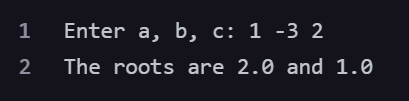 1 Enter a, b, c: 1 -3 2
2 The roots are 2.0 and 1.0